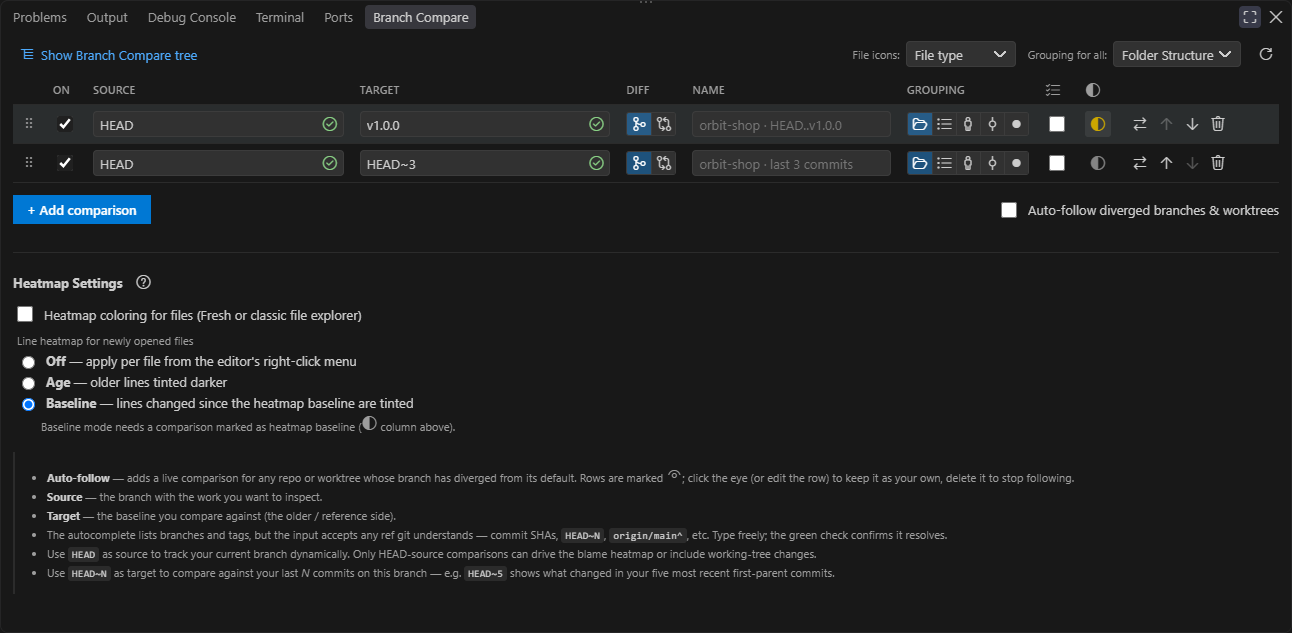 Problems Output Debug Console Terminal Ports Branch Compare
Show Branch Compare tree File icons: File type Grouping for all: Folder Structure
ON SOURCE TARGET DIFF NAME GROUPING
HEAD v1.0.0 orbit-shop · HEAD..v1.0.0
HEAD HEAD~3 orbit-shop · last 3 commits
+ Add comparison Auto-follow diverged branches & worktrees
Heatmap Settings
Heatmap coloring for files (Fresh or classic file explorer)
Line heatmap for newly opened files
Off — apply per file from the editor's right-click menu
Age — older lines tinted darker
Baseline — lines changed since the heatmap baseline are tinted
Baseline mode needs a comparison marked as heatmap baseline ( column above).
• Auto-follow — adds a live comparison for any repo or worktree whose branch has diverged from its default. Rows are marked ; click the eye (or edit the row) to keep it as your own, delete it to stop following.
• Source — the branch with the work you want to inspect.
• Target — the baseline you compare against (the older / reference side).
• The autocomplete lists branches and tags, but the input accepts any ref git understands — commit SHAs, HEAD~N, origin/main^, etc. Type freely; the green check confirms it resolves.
• Use HEAD as source to track your current branch dynamically. Only HEAD-source comparisons can drive the blame heatmap or include working-tree changes.
• Use HEAD~N as target to compare against your last N commits on this branch — e.g. HEAD~5 shows what changed in your five most recent first-parent commits.